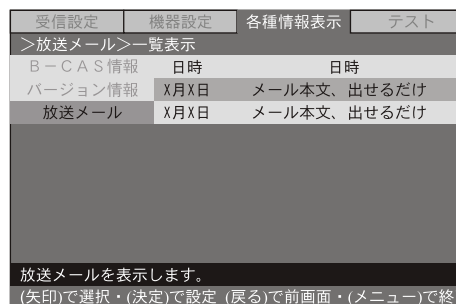 受信設定 機器設定 各種情報表示 テスト
>放送メール>一覧表示
B-CAS情報 日時 日時
バージョン情報 X月X日 メール本文、出せるだけ
放送メール X月X日 メール本文、出せるだけ
放送メールを表示します。
(矢印)で選択・(決定)で設定 (戻る)で前画面・(メニュー)で終